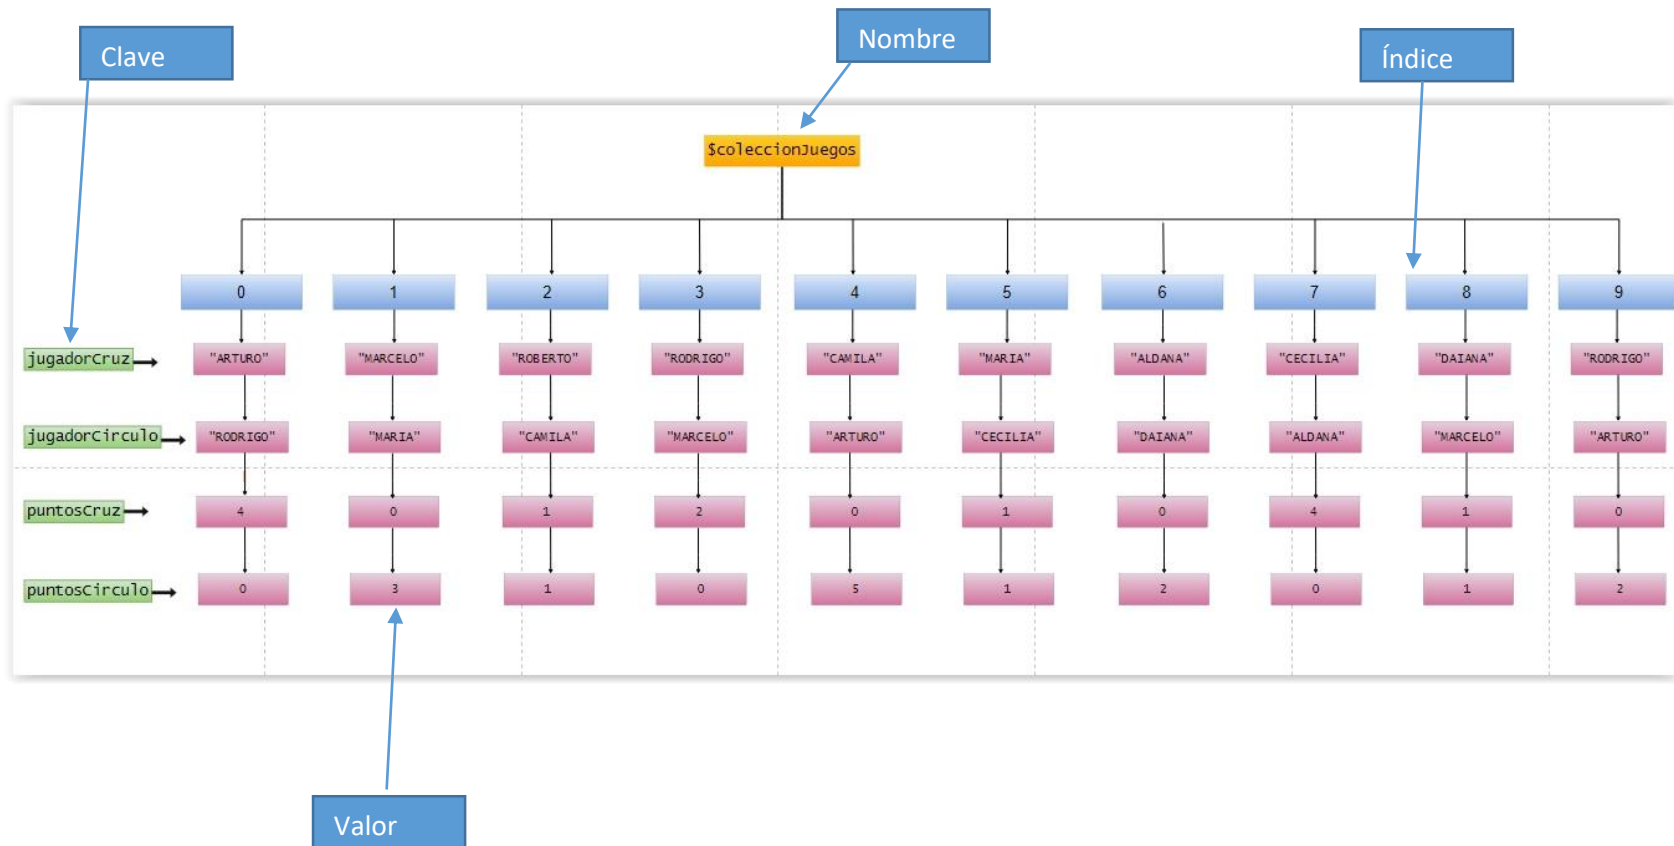 Clave
Nombre
Índice
$coleccionJuegos
0 1 2 3 4 5 6 7 8 9
jugadorCruz "ARTURO" "MARCELO" "ROBERTO" "RODRIGO" "CAMILA" "MARIA" "ALDANA" "CECILIA" "DAIANA" "RODRIGO"
jugadorCirculo "RODRIGO" "MARIA" "CAMILA" "MARCELO" "ARTURO" "CECILIA" "DAIANA" "ALDANA" "MARCELO" "ARTURO"
puntosCruz 4 0 1 2 0 1 0 4 1 0
puntosCirculo 0 3 1 0 5 1 2 0 1 2
Valor